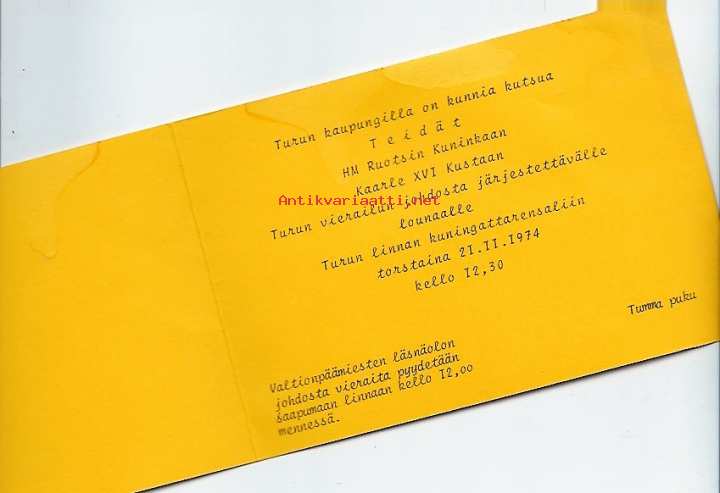 Turun kaupungilla on kunnia kutsua
T e i d ä t
HM Ruotsin Kuninkaan
Kaarle XVI Kustaan
Antikvariaatti.net
Turun vierailun johdosta järjestettävälle
lounaalle
Turun linnan kuningattarensaliin
torstaina 21.II.1974
kello I2,30
Tumma puku
Valtionpäämiesten läsnäolon
johdosta vieraita pyydetään
saapumaan linnaan kello I2,00
mennessä.